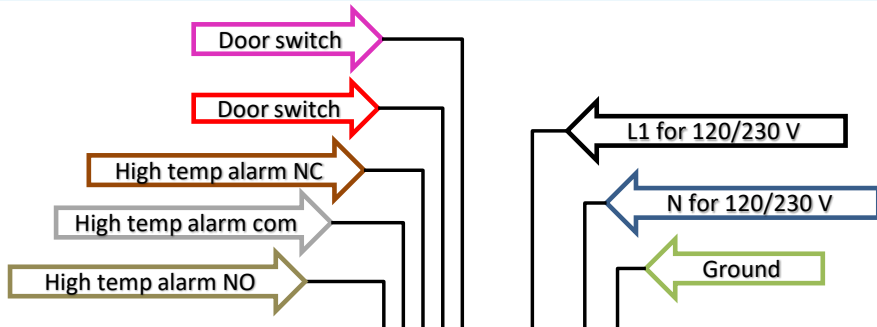 Door switch
Door switch
High temp alarm NC
High temp alarm com
High temp alarm NO
L1 for 120/230 V
N for 120/230 V
Ground